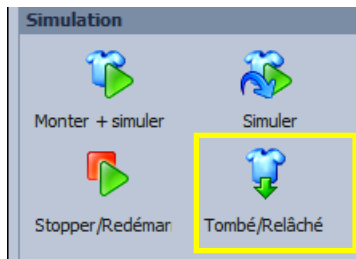 Simulation
Monter + simuler
Simuler
Stopper/Redémar
Tombé/Relâché